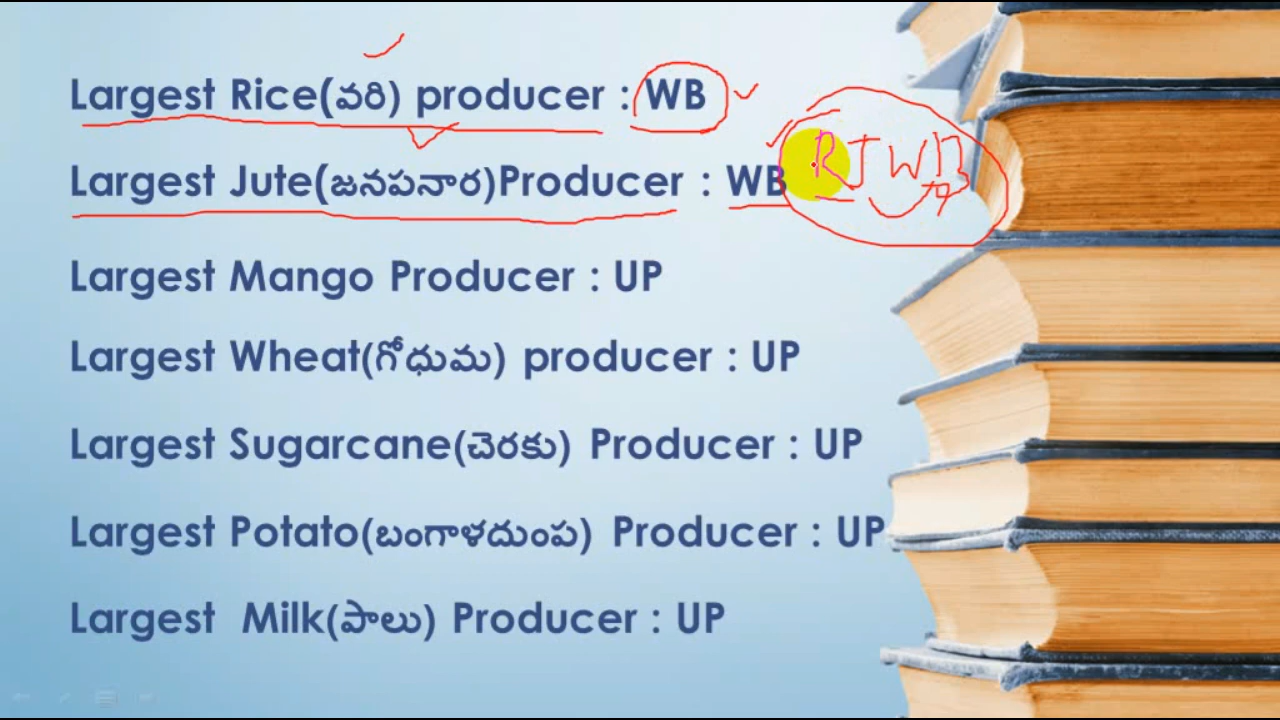 Largest Rice(వరి) producer : WB
Largest Jute(జనపనార)Producer : WB RJWB
Largest Mango Producer : UP
Largest Wheat(గోధుమ) producer : UP
Largest Sugarcane(చెరకు) Producer : UP
Largest Potato(బంగాళదుంప) Producer : UP
Largest Milk(పాలు) Producer : UP